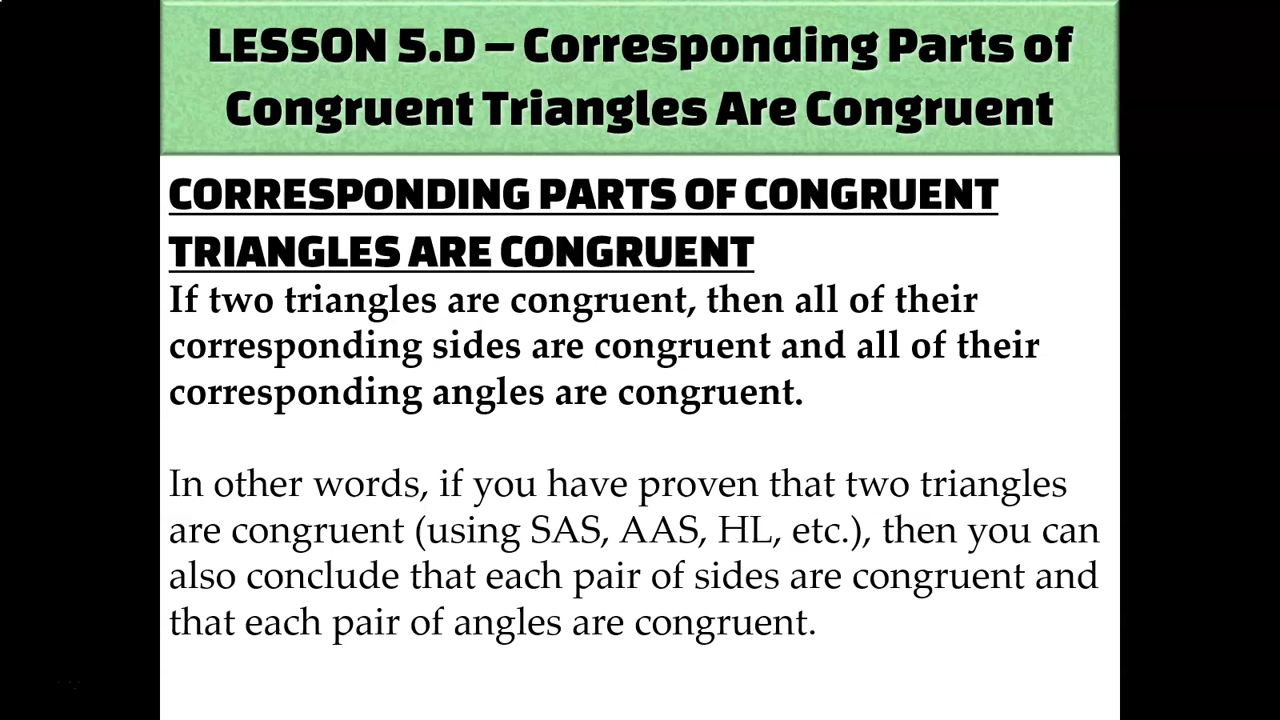 LESSON 5.D – Corresponding Parts of
Congruent Triangles Are Congruent
CORRESPONDING PARTS OF CONGRUENT
TRIANGLES ARE CONGRUENT
If two triangles are congruent, then all of their
corresponding sides are congruent and all of their
corresponding angles are congruent.
In other words, if you have proven that two triangles
are congruent (using SAS, AAS, HL, etc.), then you can
also conclude that each pair of sides are congruent and
that each pair of angles are congruent.